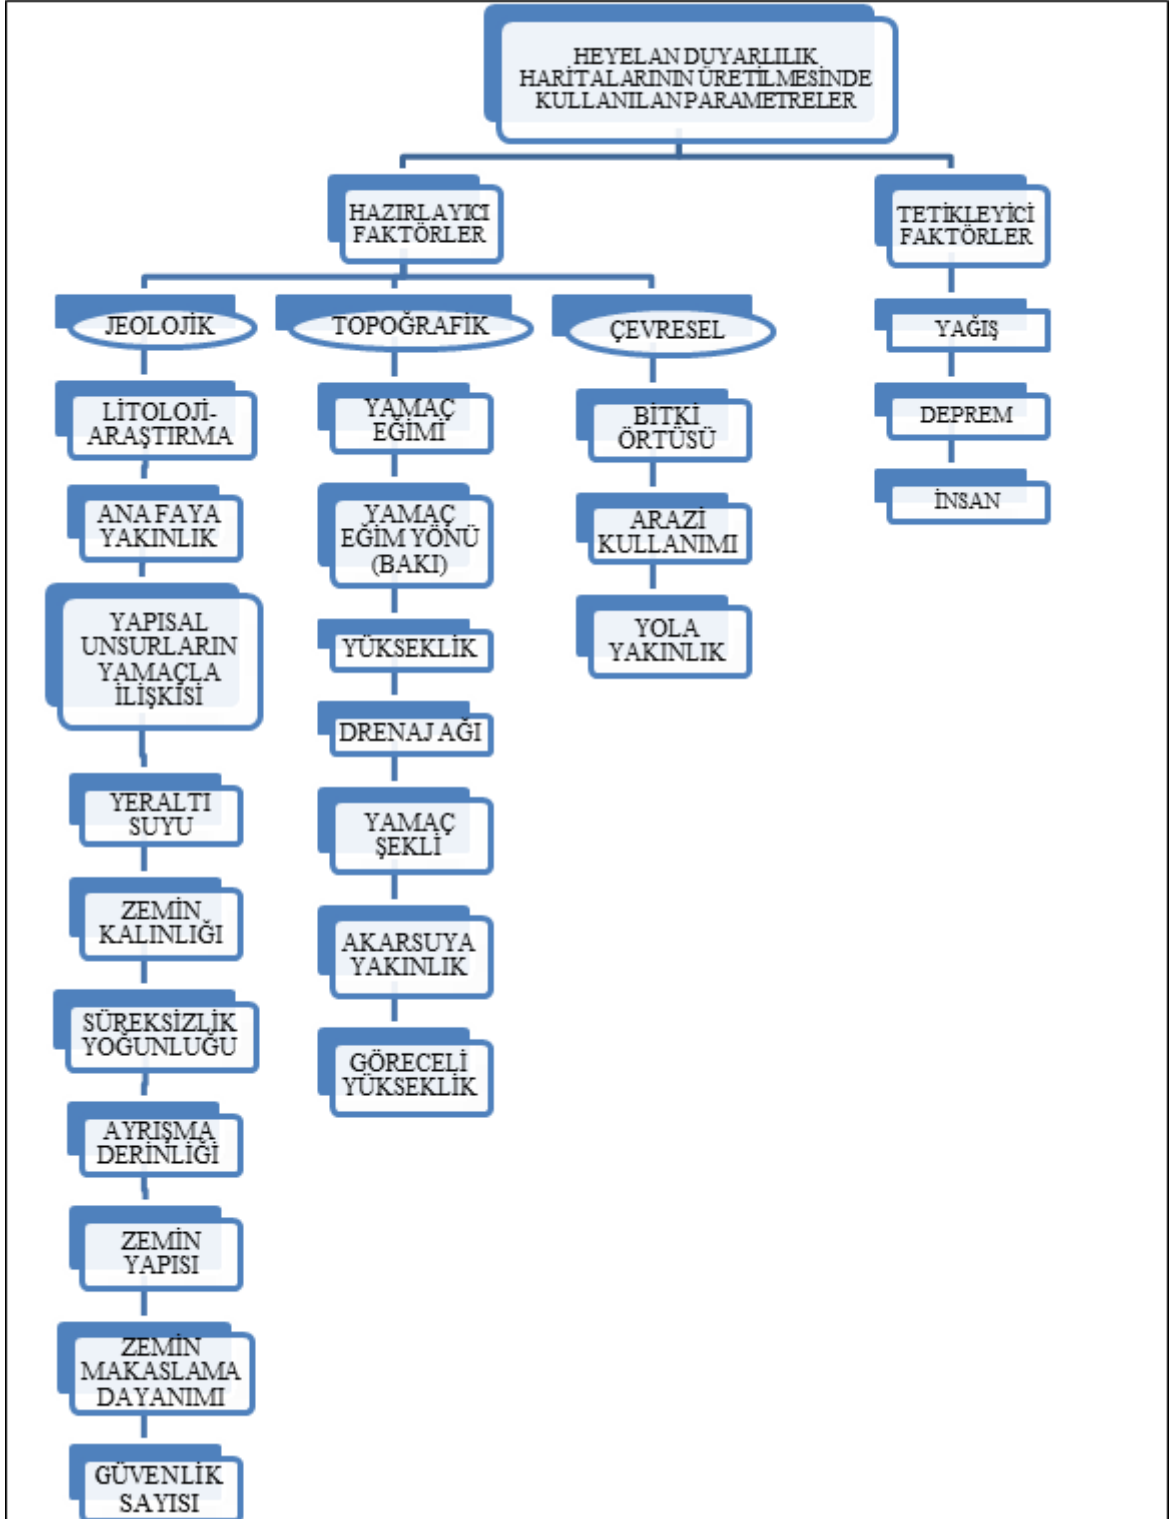 HEYELAN DUYARLILIK
HARİTALARININ ÜRETİLMESİNDE
KULLANILAN PARAMETRELER
HAZIRLAYICI
FAKTÖRLER
TETİKLEYİCİ
FAKTÖRLER
JEOLOJİK
LİTOLOJİ-
ARAŞTIRMA
ANA FAYA
YAKINLIK
YAPISAL
UNSURLARIN
YAMAÇLA
İLİŞKİSİ
YERALTI
SUYU
ZEMİN
KALINLIĞI
SÜREKSİZLİK
YOĞUNLUĞU
AYRIŞMA
DERİNLİĞİ
ZEMİN
YAPISI
ZEMİN
MAKASLAMA
DAYANIMI
GÜVENLİK
SAYISI
TOPOĞRAFİK
YAMAÇ
EĞİMİ
YAMAÇ
EĞİM YÖNÜ
(BAKI)
YÜKSEKLİK
DRENAJ AĞI
YAMAÇ
ŞEKLİ
AKARSUYA
YAKINLIK
GÖRECELİ
YÜKSEKLİK
ÇEVRESEL
BİTKİ
ÖRTÜSÜ
ARAZİ
KULLANIMI
YOLA
YAKINLIK
YAĞIŞ
DEPREM
İNSAN